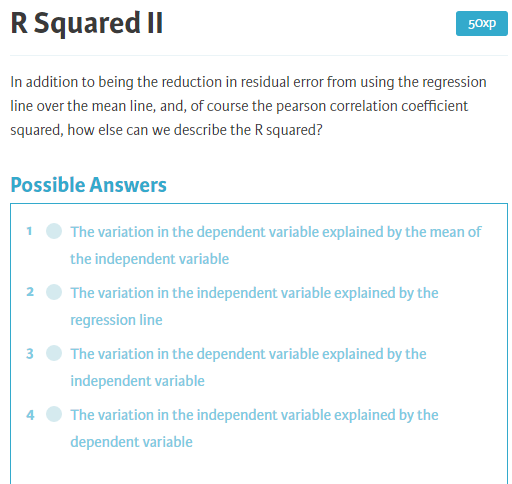 R Squared II
50xp
In addition to being the reduction in residual error from using the regression
line over the mean line, and, of course the pearson correlation coefficient
squared, how else can we describe the R squared?
Possible Answers
1 The variation in the dependent variable explained by the mean of
the independent variable
2 The variation in the independent variable explained by the
regression line
3 The variation in the dependent variable explained by the
independent variable
4 The variation in the independent variable explained by the
dependent variable